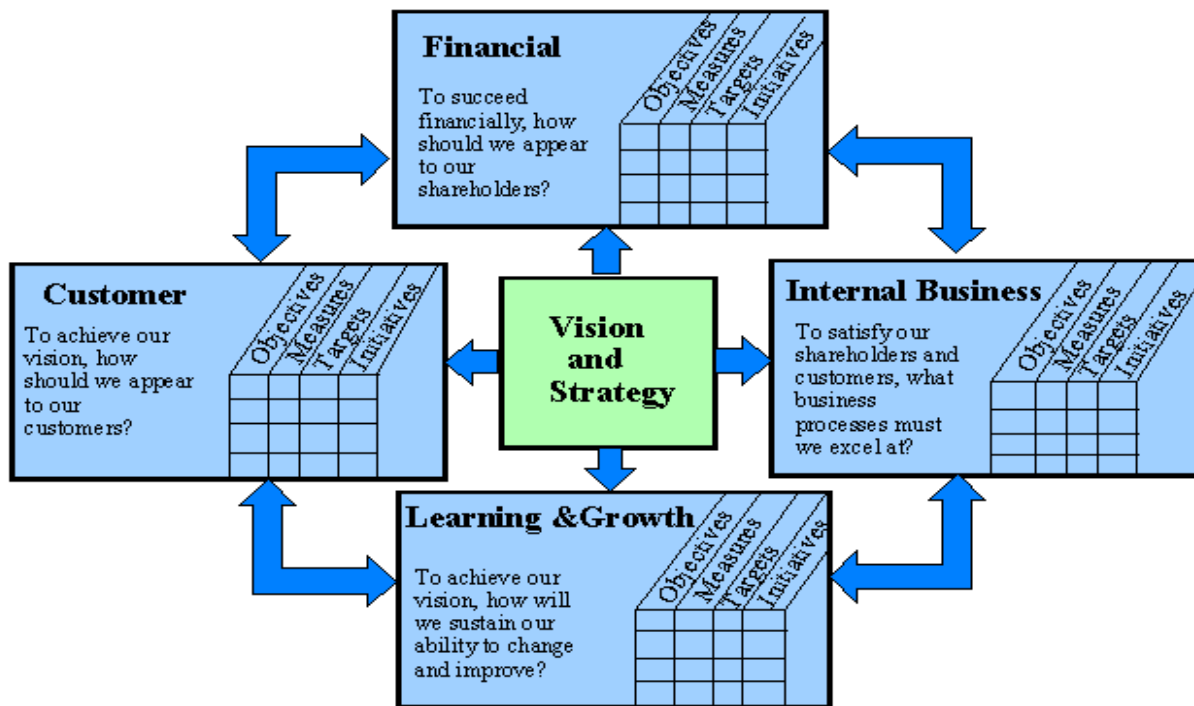 Financial
To succeed
financially, how
should we appear
to our
shareholders?
Objectives
Measures
Targets
Initiatives
Customer
To achieve our
vision, how
should we appear
to our
customers?
Objectives
Measures
Targets
Initiatives
Vision
and
Strategy
Internal Business
To satisfy our
shareholders and
customers, what
business
processes must
we excel at?
Objectives
Measures
Targets
Initiatives
Learning &Growth
To achieve our
vision, how will
we sustain our
ability to change
and improve?
Objectives
Measures
Targets
Initiatives